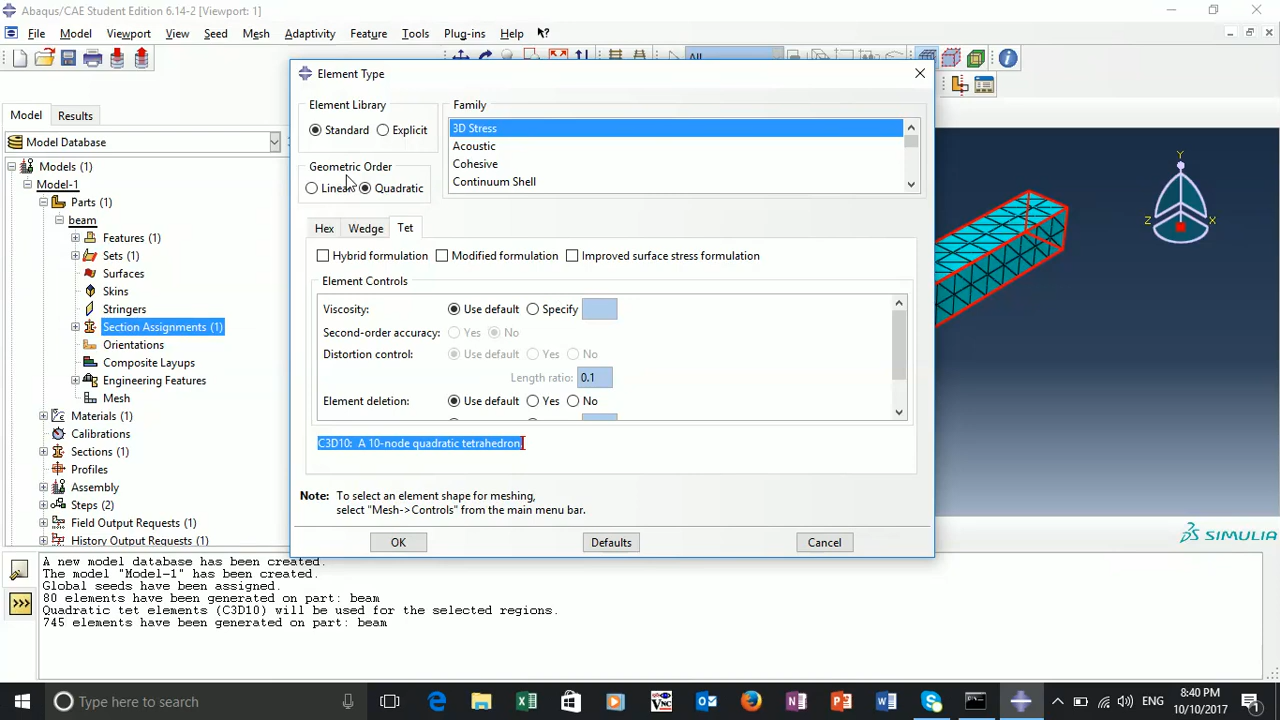 Abaqus/CAE Student Edition 6.14-2 [Viewport: 1]
File Model Viewport View Seed Mesh Adaptivity Feature Tools Plug-ins Help
All
Element Type
Element Library
Standard Explicit
Geometric Order
Linear Quadratic
Family
3D Stress
Acoustic
Cohesive
Continuum Shell
Hex Wedge Tet
Hybrid formulation Modified formulation Improved surface stress formulation
Element Controls
Viscosity: Use default Specify
Second-order accuracy: Yes No
Distortion control: Use default Yes No
Length ratio: 0.1
Element deletion: Use default Yes No
C3D10: A 10-node quadratic tetrahedron.
Note: To select an element shape for meshing,
select "Mesh->Controls" from the main menu bar.
OK Defaults Cancel
Model Results
Model Database
Models (1)
Model-1
Parts (1)
beam
Features (1)
Sets (1)
Surfaces
Skins
Stringers
Section Assignments (1)
Orientations
Composite Layups
Engineering Features
Mesh
Materials (1)
Calibrations
Sections (1)
Profiles
Assembly
Steps (2)
Field Output Requests (1)
History Output Requests (1)
Y
Z X
SIMULIA
A new model database has been created.
The model "Model-1" has been created.
Global seeds have been assigned.
80 elements have been generated on part: beam
Quadratic tet elements (C3D10) will be used for the selected regions.
745 elements have been generated on part: beam
>>>
Type here to search
ENG
8:40 PM
10/10/2017